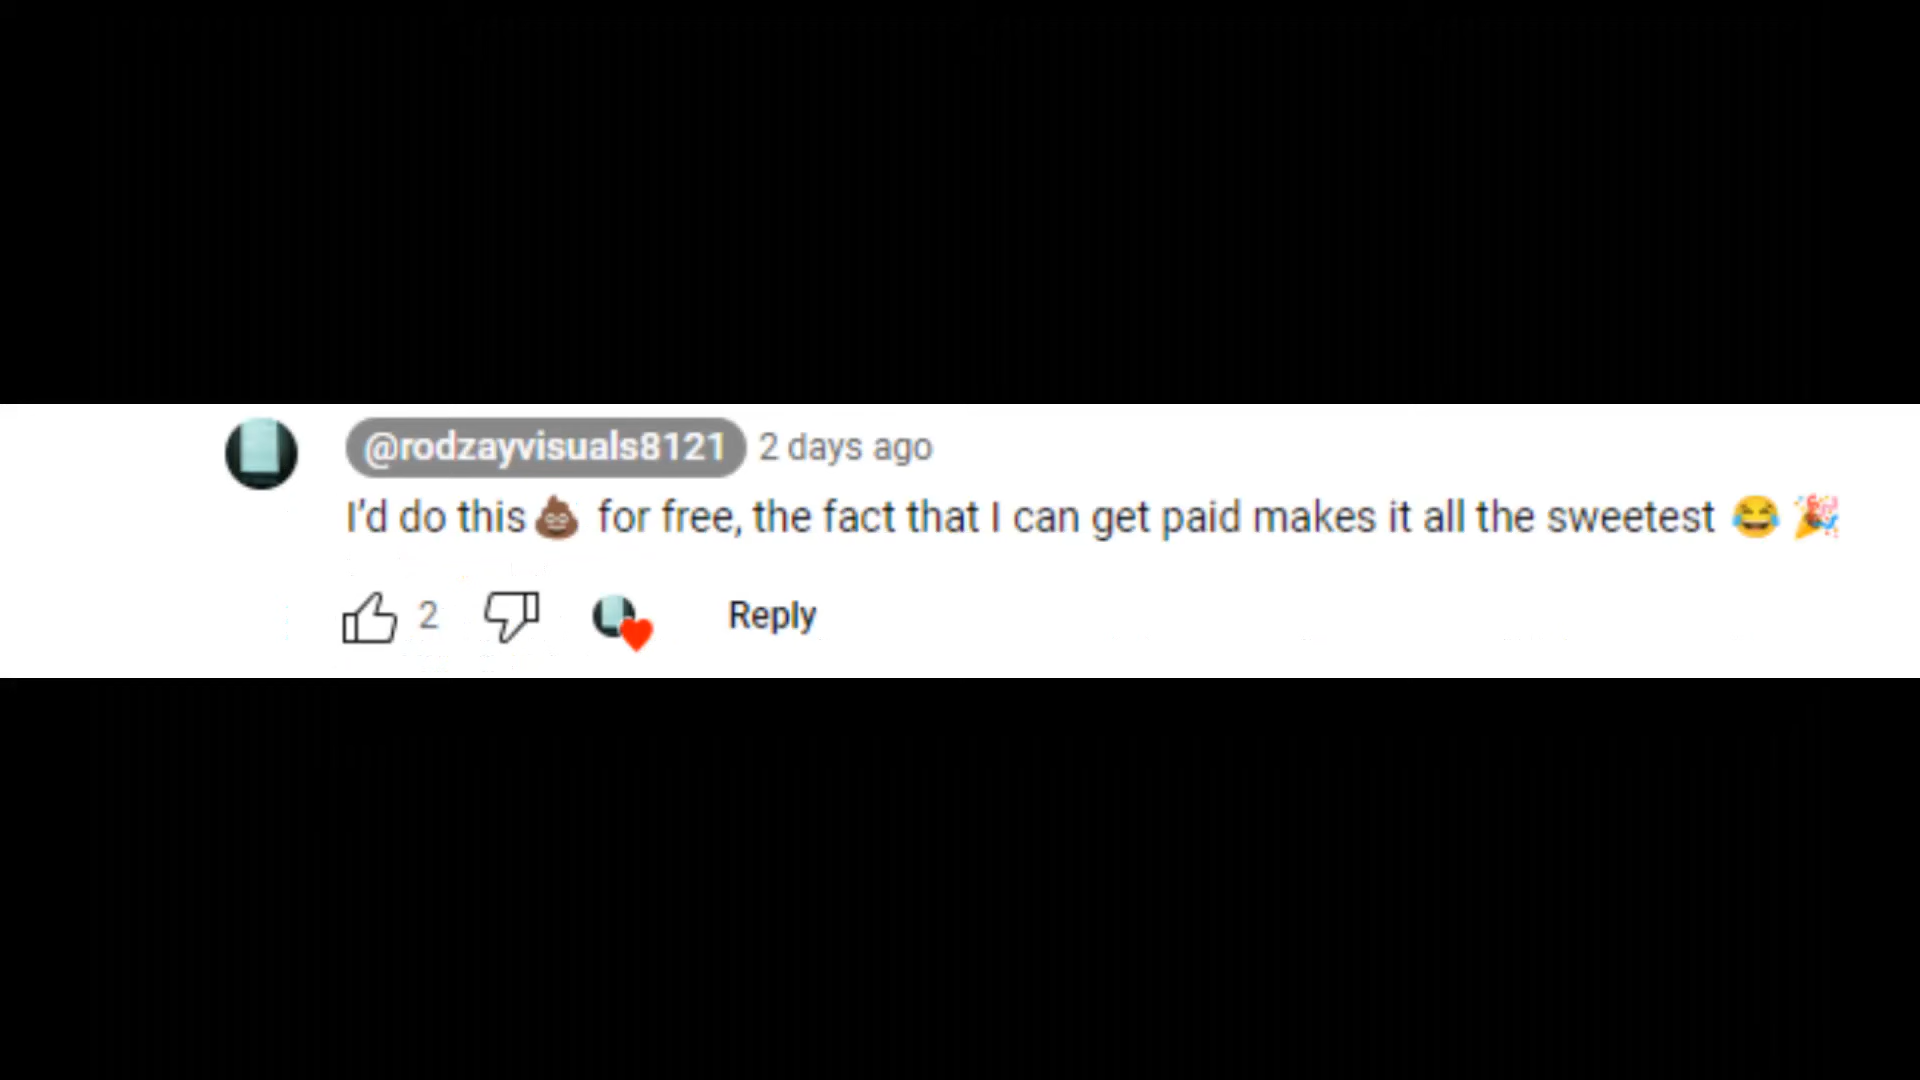 @rodzayvisuals8121 2 days ago
I'd do this💩 for free, the fact that I can get paid makes it all the sweetest 😂 🎉
2 Reply